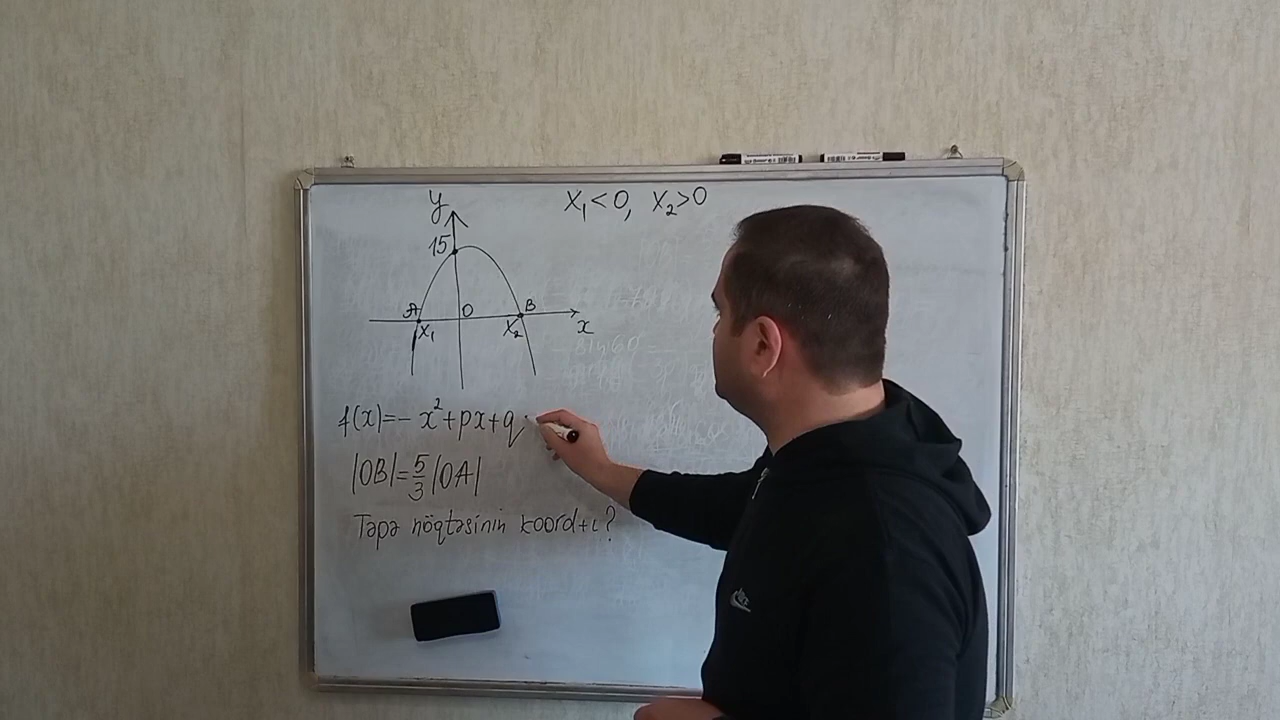 X₁<0, X₂>0
y
15
A O B
X₁ X₂ x
f(x)=-x²+px+q
|OB|=5/3|OA|
Təpə nöqtəsinin koord+ı?